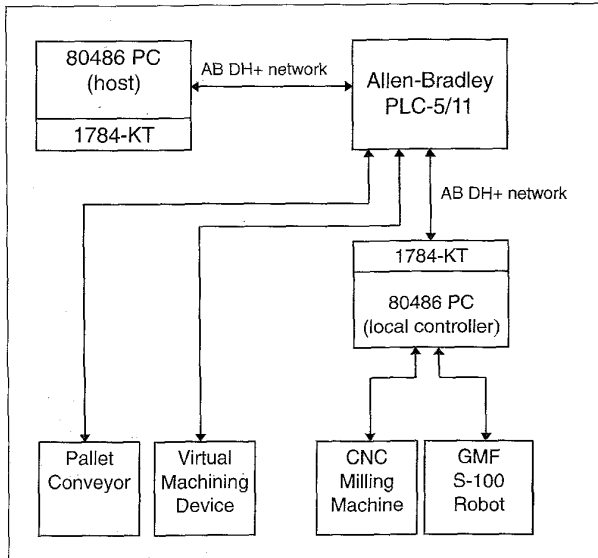 80486 PC
(host)
1784-KT
AB DH+ network
Allen-Bradley
PLC-5/11
AB DH+ network
1784-KT
80486 PC
(local controller)
Pallet
Conveyor
Virtual
Machining
Device
CNC
Milling
Machine
GMF
S-100
Robot